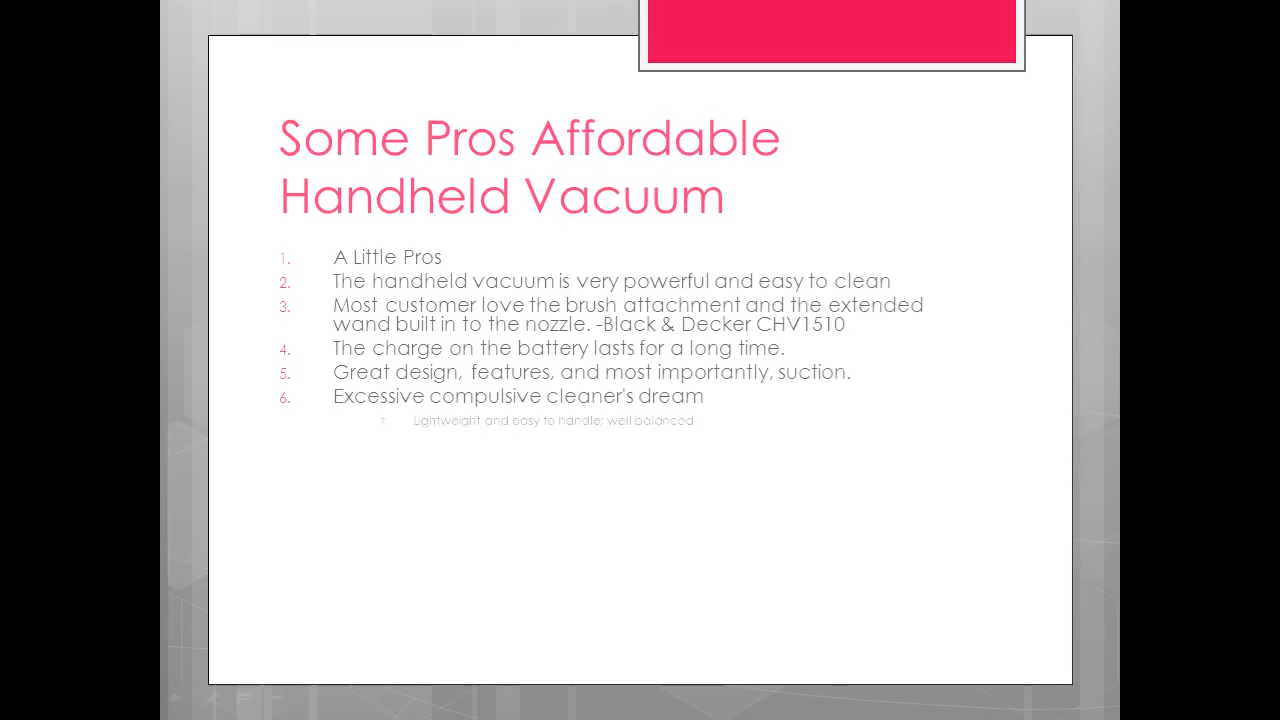 Some Pros Affordable
Handheld Vacuum
1. A Little Pros
2. The handheld vacuum is very powerful and easy to clean
3. Most customer love the brush attachment and the extended
wand built in to the nozzle. -Black & Decker CHV1510
4. The charge on the battery lasts for a long time.
5. Great design, features, and most importantly, suction.
6. Excessive compulsive cleaner's dream
Lightweight and easy to handle; well balanced